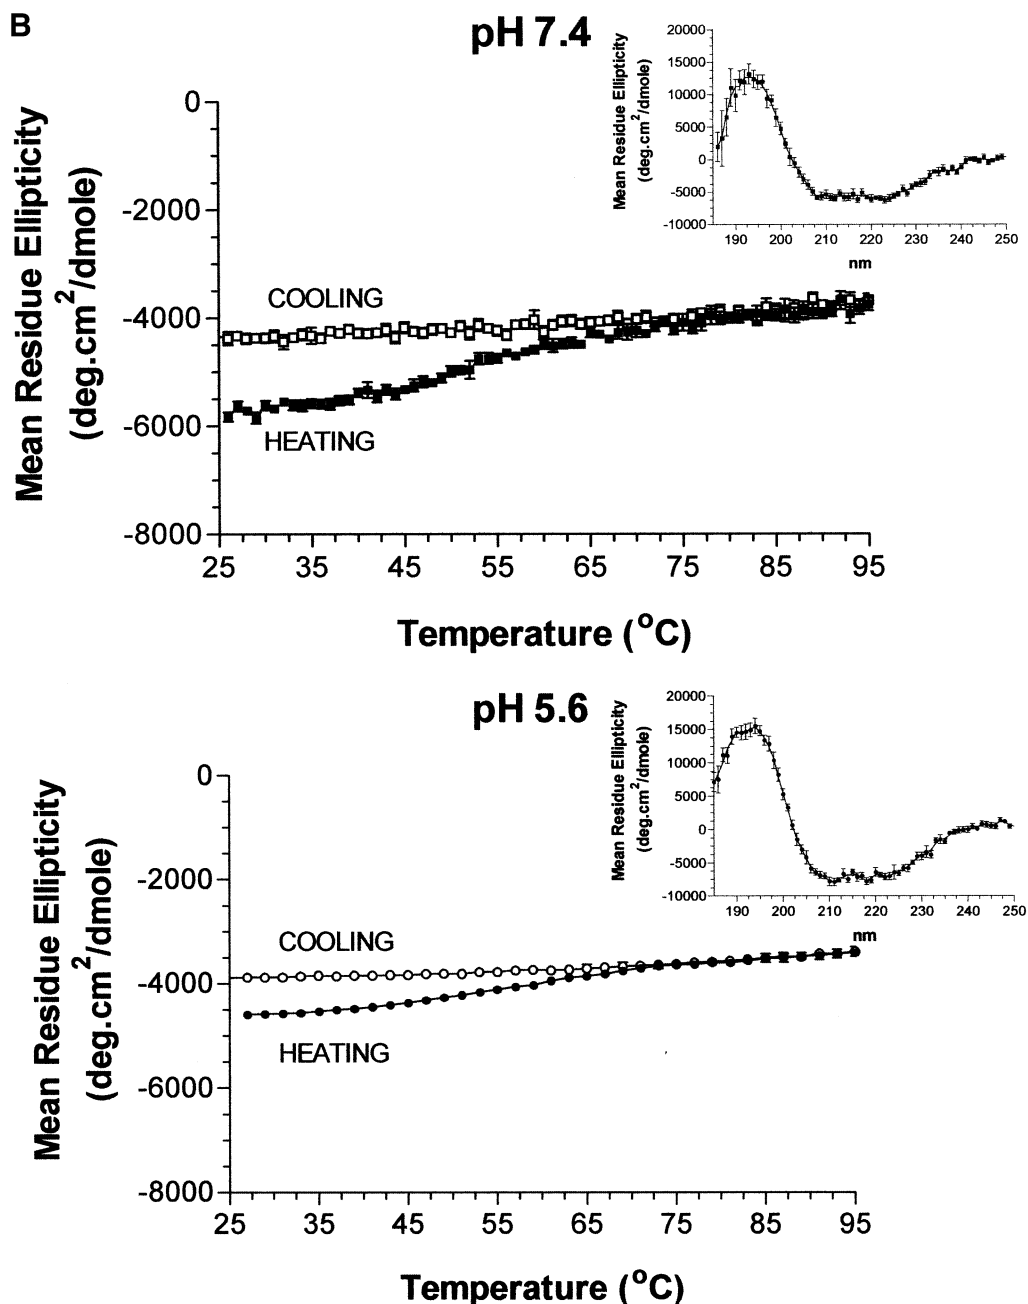 B
pH 7.4
Mean Residue Ellipticity
(deg.cm²/dmole)
0
-2000
-4000
-6000
-8000
COOLING
HEATING
25 35 45 55 65 75 85 95
Temperature (°C)
Mean Residue Ellipticity
(deg.cm²/dmole)
20000
15000
10000
5000
0
-5000
-10000
190 200 210 220 230 240 250
nm
pH 5.6
Mean Residue Ellipticity
(deg.cm²/dmole)
0
-2000
-4000
-6000
-8000
COOLING
HEATING
25 35 45 55 65 75 85 95
Temperature (°C)
Mean Residue Ellipticity
(deg.cm²/dmole)
20000
15000
10000
5000
0
-5000
-10000
190 200 210 220 230 240 250
nm